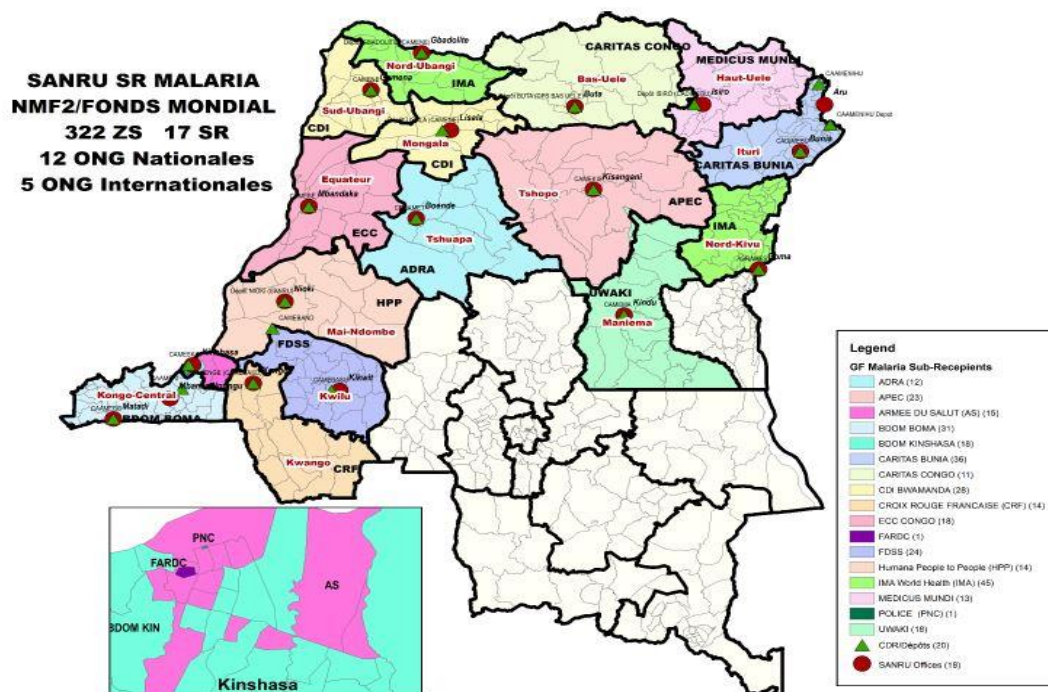 SANRU SR MALARIA
NMF2/FONDS MONDIAL
322 ZS 17 SR
12 ONG Nationales
5 ONG Internationales
Gbadolite
Nord-Ubangi
IMA
CARITAS CONGO
Bas-Uele
Buta
MEDICUS MUNDI
Haut-Uele
Isiro
CAAMENIHU
Aru
CAAMENIHU Depot
Sud-Ubangi
CDI
Lisala
Mongala
CDI
Ituri
Bunia
CARITAS BUNIA
Equateur
Mbandaka
ECC
Boende
Tshuapa
ADRA
Tshopo
Kisangani
APEC
IMA
Nord-Kivu
Goma
Nioki
HPP
Mai-Ndombe
UWAKI
Kindu
Maniema
FDSS
Kikwit
Kwilu
Kongo-Central
Matadi
BDOM BOMA
Kwango
CRF
PNC
FARDC
AS
BDOM KIN
Kinshasa
Legend
GF Malaria Sub-Recepients
ADRA (12)
APEC (23)
ARMEE DU SALUT (AS) (15)
BDOM BOMA (31)
BDOM KINSHASA (18)
CARITAS BUNIA (36)
CARITAS CONGO (11)
CDI BWAMANDA (28)
CROIX ROUGE FRANCAISE (CRF) (14)
ECC CONGO (18)
FARDC (1)
FDSS (24)
Humana People to People (HPP) (14)
IMA World Health (IMA) (45)
MEDICUS MUNDI (13)
POLICE (PNC) (1)
UWAKI (18)
CDR/Dépôts (20)
SANRU Offices (18)